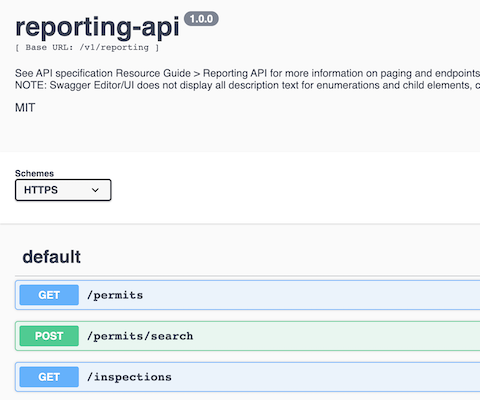 reporting-api 1.0.0
[ Base URL: /v1/reporting ]
See API specification Resource Guide > Reporting API for more information on paging and endpoints
NOTE: Swagger Editor/UI does not display all description text for enumerations and child elements, c
MIT
Schemes
HTTPS
default
GET /permits
POST /permits/search
GET /inspections